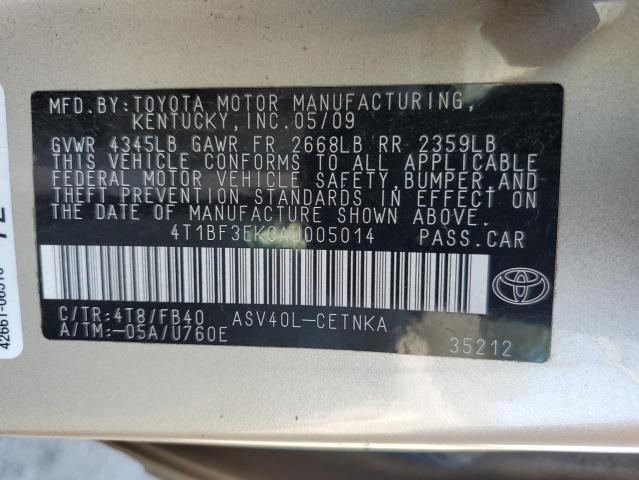 MFD.BY:TOYOTA MOTOR MANUFACTURING,
KENTUCKY,INC.05/09
GVWR 4345LB GAWR FR 2668LB RR 2359LB
THIS VEHICLE CONFORMS TO ALL APPLICABLE
FEDERAL MOTOR VEHICLE SAFETY,BUMPER,AND
THEFT PREVENTION STANDARDS IN EFFECT ON
THE DATE OF MANUFACTURE SHOWN ABOVE.
4T1BF3EK0AU005014 PASS.CAR
C/TR:4T8/FB40 ASV40L-CETNKA
A/TM:-05A/U760E
35212
TOYOTA